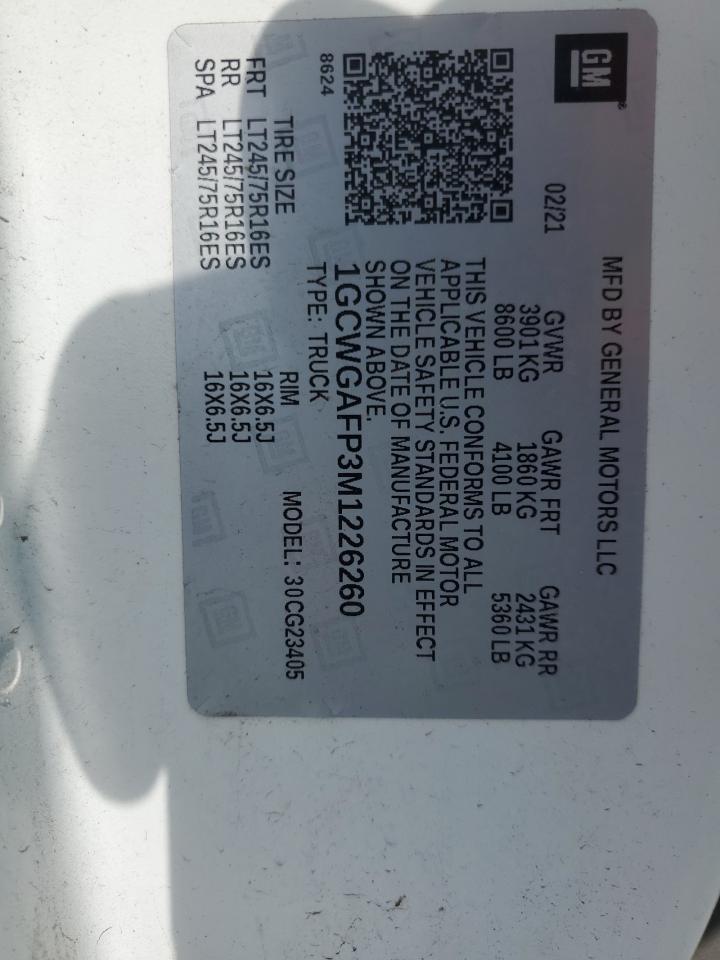 GM
MFD BY GENERAL MOTORS LLC
02/21 GVWR GAWR FRT GAWR RR
3901 KG 1860 KG 2431 KG
8600 LB 4100 LB 5360 LB
THIS VEHICLE CONFORMS TO ALL
APPLICABLE U.S. FEDERAL MOTOR
VEHICLE SAFETY STANDARDS IN EFFECT
ON THE DATE OF MANUFACTURE
SHOWN ABOVE.
1GCWGAFP3M1226260
8624 TYPE: TRUCK
TIRE SIZE RIM MODEL: 30CG23405
FRT LT245/75R16ES 16X6.5J
RR LT245/75R16ES 16X6.5J
SPA LT245/75R16ES 16X6.5J